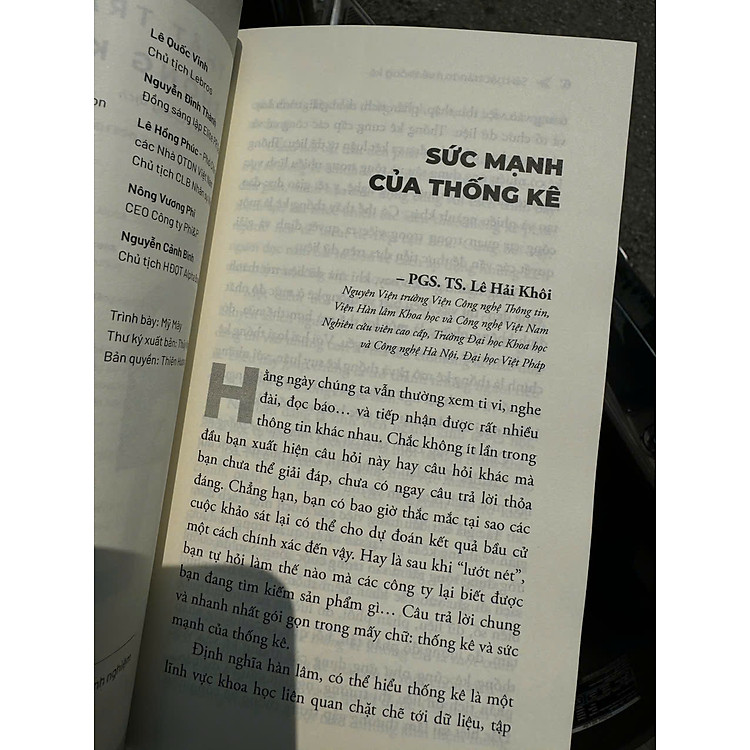 Lê Quốc Vinh
Chủ tịch Lebros
Nguyễn Đình Thành
Đồng sáng lập Elite
Lê Hồng Phúc - Phó
các Nhà QTDN Việt Nam
Chủ tịch CLB Nhân
Nông Vương Phi
CEO Công ty Phi&P
Nguyễn Cảnh Bình
Chủ tịch HĐQT Alpha
on
Trình bày: Mỹ Mây
Thư ký xuất bản:
Bản quyền: Thiên
nh nghiệm
SỨC MẠNH
CỦA THỐNG KÊ
– PGS. TS. Lê Hải Khôi
Nguyên Viện trưởng Viện Công nghệ Thông tin,
Viện Hàn lâm Khoa học và Công nghệ Việt Nam
Nghiên cứu viên cao cấp, Trường Đại học Khoa học
và Công nghệ Hà Nội, Đại học Việt Pháp
Hằng ngày chúng ta vẫn thường xem ti vi, nghe
đài, đọc báo… và tiếp nhận được rất nhiều
thông tin khác nhau. Chắc không ít lần trong
đầu bạn xuất hiện câu hỏi này hay câu hỏi khác mà
bạn chưa thể giải đáp, chưa có ngay câu trả lời thỏa
đáng. Chẳng hạn, bạn có bao giờ thắc mắc tại sao các
cuộc khảo sát lại có thể cho dự đoán kết quả bầu cử
một cách chính xác đến vậy. Hay là sau khi “lướt nét”,
bạn tự hỏi làm thế nào mà các công ty lại biết được
bạn đang tìm kiếm sản phẩm gì… Câu trả lời chung
và nhanh nhất gói gọn trong mấy chữ: thống kê và sức
mạnh của thống kê.
Định nghĩa hàn lâm, có thể hiểu thống kê là một
lĩnh vực khoa học liên quan chặt chẽ tới dữ liệu, tập